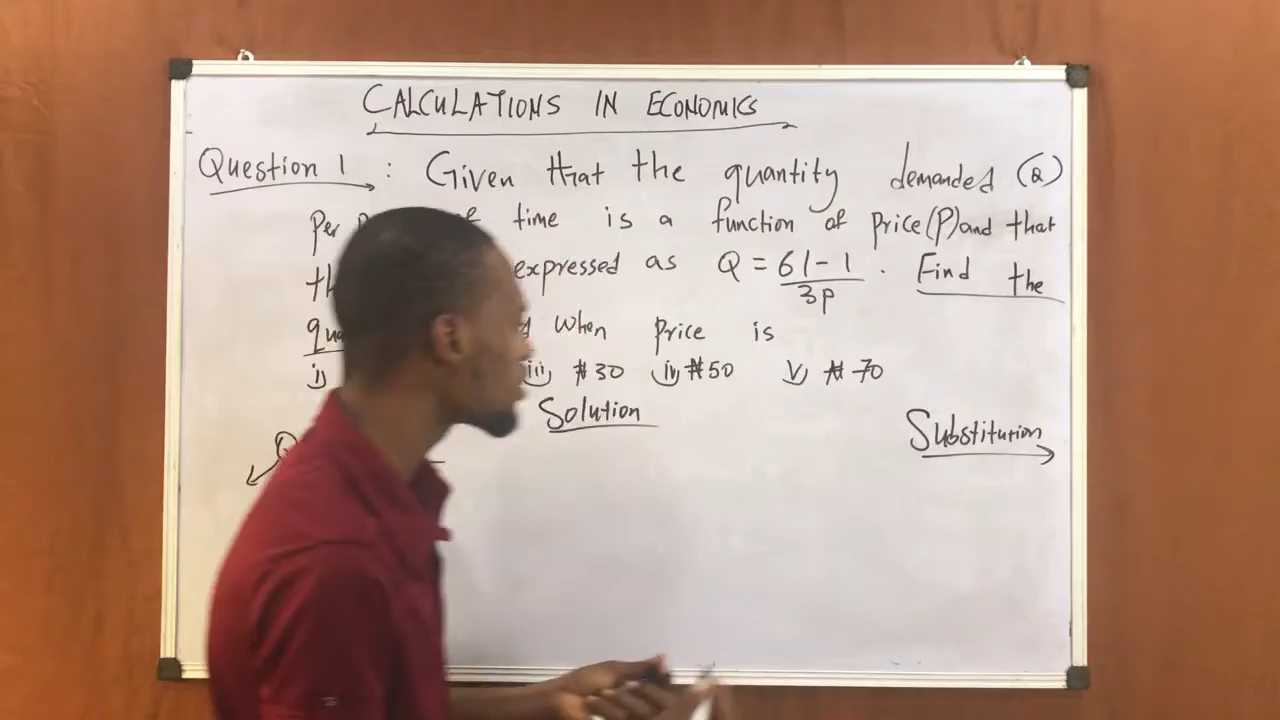 CALCULATIONS IN ECONOMICS
Question 1 : Given that the quantity demanded (Q)
Per time is a function of Price (P) and that
expressed as Q = 61 - 1 / 3P . Find the
when Price is
i) iii) ₦30 iv) ₦50 v) ₦70
Solution
Substitution